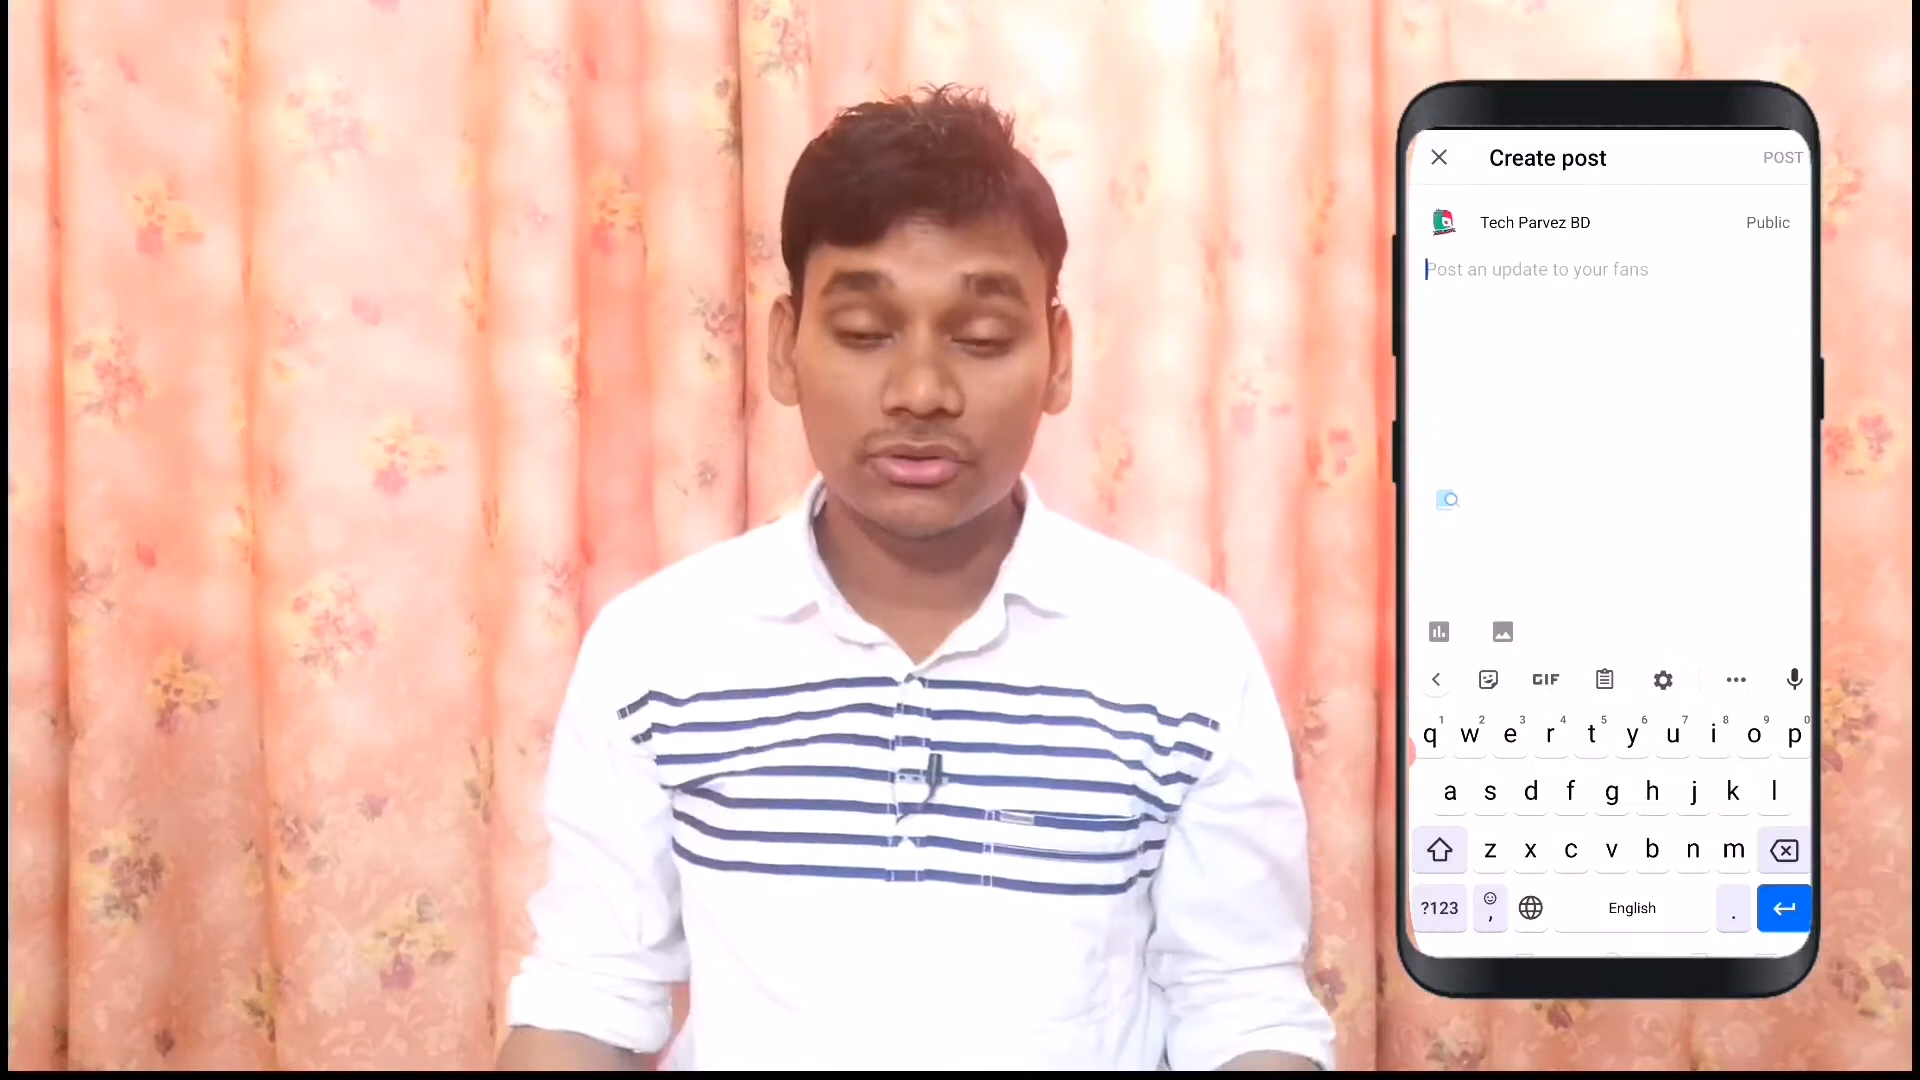 Create post
POST
Tech Parvez BD
Public
Post an update to your fans
GIF
1 2 3 4 5 6 7 8 9 0
q w e r t y u i o p
a s d f g h j k l
z x c v b n m
?123 , English .